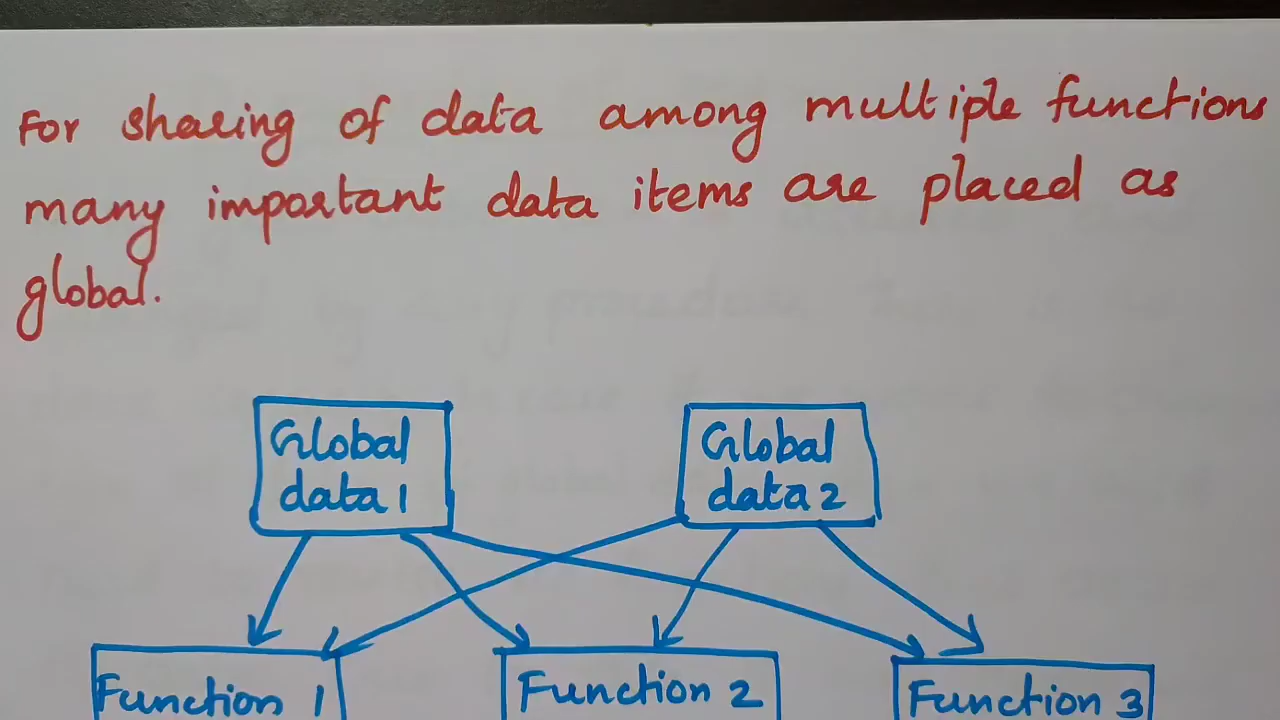 For sharing of data among multiple functions
many important data items are placed as
global.
Global
data 1
Global
data 2
Function 1
Function 2
Function 3